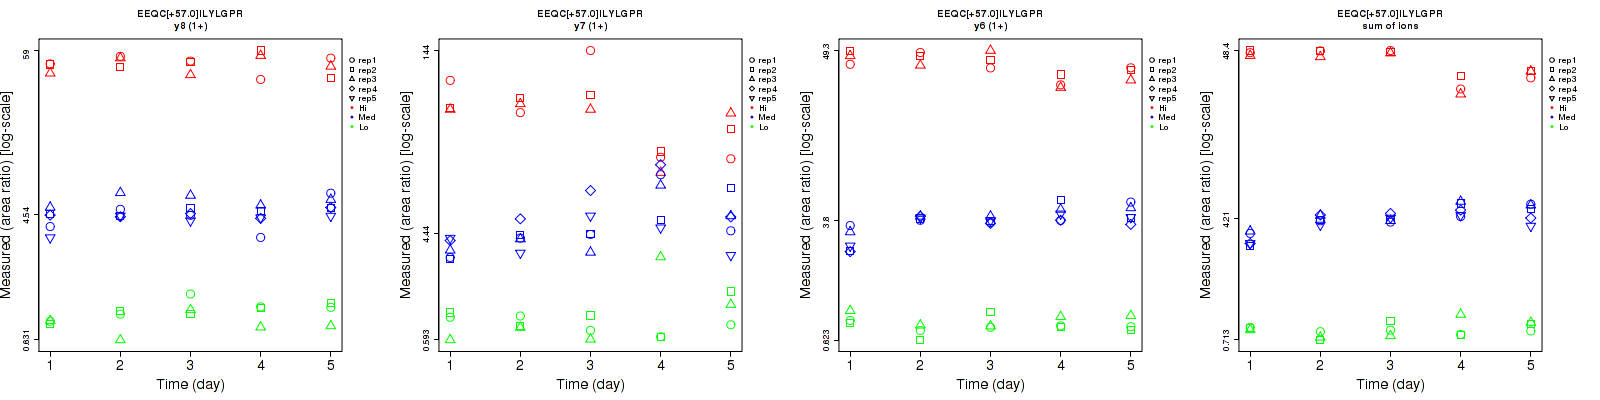 EEQC[+57.0]ILYLGPR
y8 (1+)
Measured (area ratio) [log-scale]
59
4.54
0.631
1 2 3 4 5
Time (day)
rep1
rep2
rep3
rep4
rep5
Hi
Med
Lo
EEQC[+57.0]ILYLGPR
y7 (1+)
Measured (area ratio) [log-scale]
144
4.44
0.593
1 2 3 4 5
Time (day)
rep1
rep2
rep3
rep4
rep5
Hi
Med
Lo
EEQC[+57.0]ILYLGPR
y6 (1+)
Measured (area ratio) [log-scale]
49.3
3.8
0.623
1 2 3 4 5
Time (day)
rep1
rep2
rep3
rep4
rep5
Hi
Med
Lo
EEQC[+57.0]ILYLGPR
sum of ions
Measured (area ratio) [log-scale]
48.4
4.21
0.713
1 2 3 4 5
Time (day)
rep1
rep2
rep3
rep4
rep5
Hi
Med
Lo